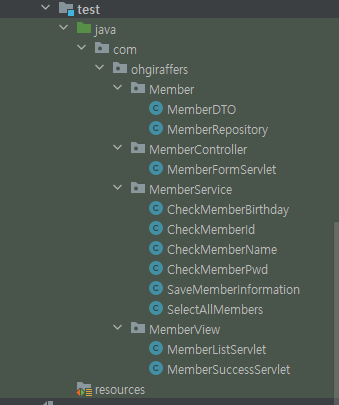 test
java
com
ohgiraffers
Member
MemberDTO
MemberRepository
MemberController
MemberFormServlet
MemberService
CheckMemberBirthday
CheckMemberId
CheckMemberName
CheckMemberPwd
SaveMemberInformation
SelectAllMembers
MemberView
MemberListServlet
MemberSuccessServlet
resources